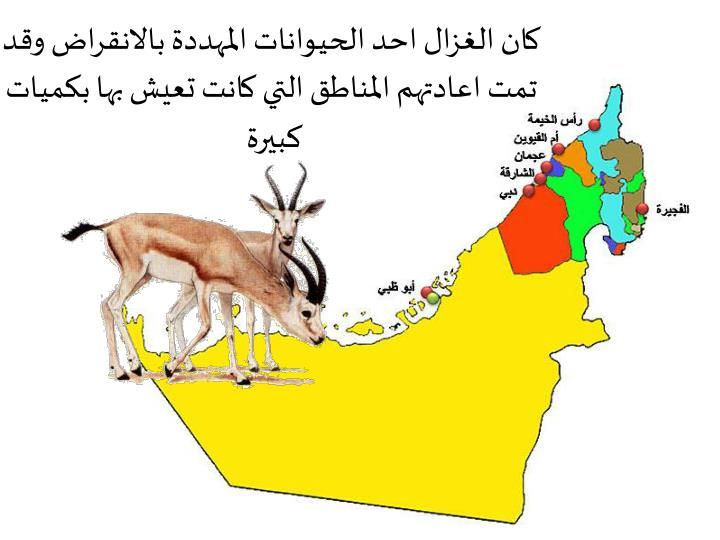 كان الغزال احد الحيوانات المهددة بالانقراض وقد
تمت اعادتهم المناطق التي كانت تعيش بها بكميات
كبيرة
رأس الخيمة
أم القيوين
عجمان
الشارقة
دبي
الفجيرة
أبو ظبي